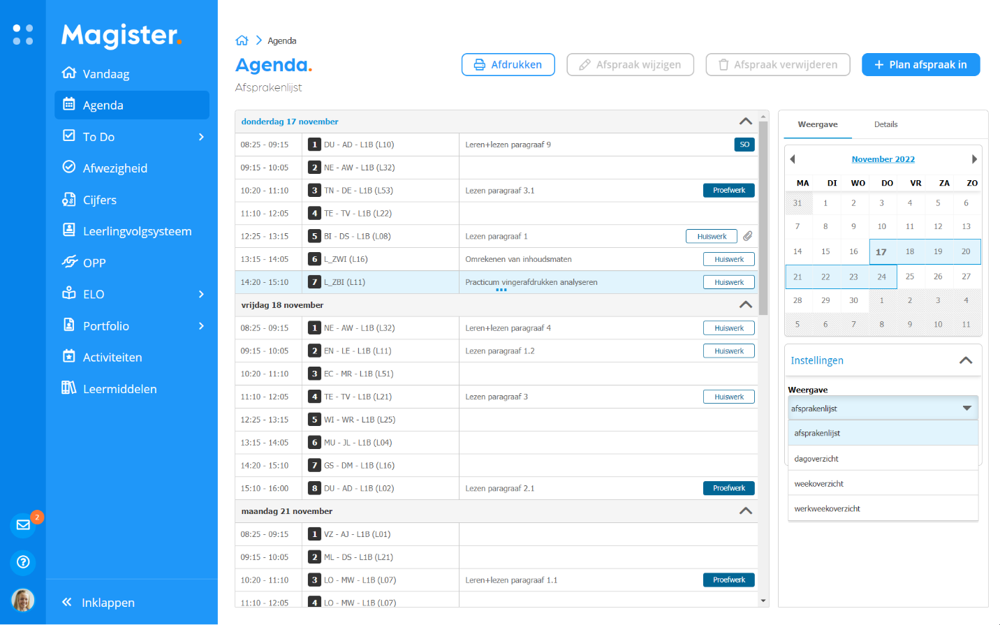 Magister.
Vandaag
Agenda
To Do
Afwezigheid
Cijfers
Leerlingvolgsysteem
OPP
ELO
Portfolio
Activiteiten
Leermiddelen
2
Inklappen
Agenda
Agenda.
Afsprakenlijst
Afdrukken
Afspraak wijzigen
Afspraak verwijderen
Plan afspraak in
donderdag 17 november
08:25 - 09:15 1 DU - AD - L1B (L10) Leren+lezen paragraaf 9 SO
09:15 - 10:05 2 NE - AW - L1B (L32)
10:20 - 11:10 3 TN - DE - L1B (L53) Lezen paragraaf 3.1 Proefwerk
11:10 - 12:05 4 TE - TV - L1B (L22)
12:25 - 13:15 5 BI - DS - L1B (L08) Lezen paragraaf 1 Huiswerk
13:15 - 14:05 6 L_ZWI (L16) Omrekenen van inhoudsmaten Huiswerk
14:20 - 15:10 7 L_ZBI (L11) Practicum vingerafdrukken analyseren Huiswerk
vrijdag 18 november
08:25 - 09:15 1 NE - AW - L1B (L32) Leren+lezen paragraaf 4 Huiswerk
09:15 - 10:05 2 EN - LE - L1B (L11) Lezen paragraaf 1.2 Huiswerk
10:20 - 11:10 3 EC - MR - L1B (L51)
11:10 - 12:05 4 TE - TV - L1B (L21) Lezen paragraaf 3 Huiswerk
12:25 - 13:15 5 WI - WR - L1B (L25)
13:15 - 14:05 6 MU - JL - L1B (L04)
14:20 - 15:10 7 GS - DM - L1B (L16)
15:10 - 16:00 8 DU - AD - L1B (L02) Lezen paragraaf 2.1 Proefwerk
maandag 21 november
08:25 - 09:15 1 VZ - AJ - L1B (L01)
09:15 - 10:05 2 ML - DS - L1B (L21)
10:20 - 11:10 3 LO - MW - L1B (L07) Leren+lezen paragraaf 1.1 Proefwerk
11:10 - 12:05 4 LO - MW - L1B (L07)
Weergave Details
November 2022
MA DI WO DO VR ZA ZO
31 1 2 3 4 5 6
7 8 9 10 11 12 13
14 15 16 17 18 19 20
21 22 23 24 25 26 27
28 29 30 1 2 3 4
5 6 7 8 9 10 11
Instellingen
Weergave
afsprakenlijst
afsprakenlijst
dagoverzicht
weekoverzicht
werkweekoverzicht